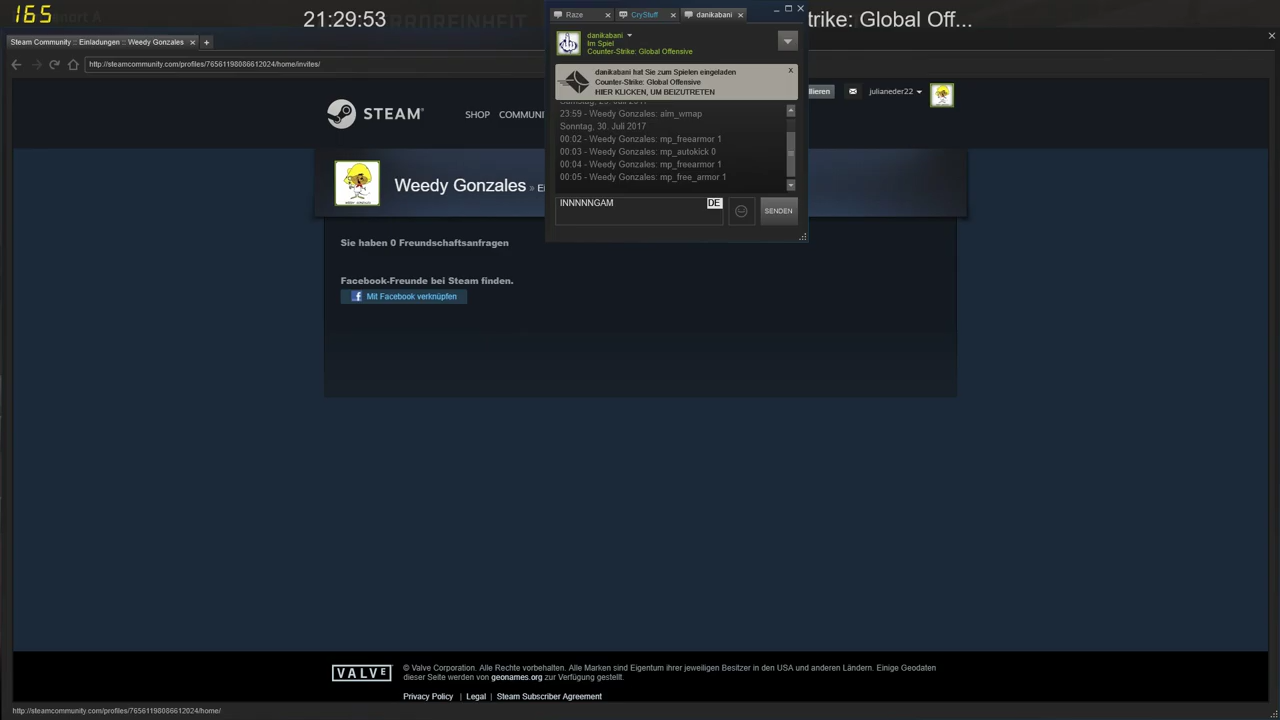 165
21:29:53
trike: Global Off...
Raze
CryStuff
danikabani
Steam Community :: Einladungen :: Weedy Gonzales
http://steamcommunity.com/profiles/76561198086612024/home/invites/
danikabani
Im Spiel
Counter-Strike: Global Offensive
danikabani hat Sie zum Spielen eingeladen
Counter-Strike: Global Offensive
HIER KLICKEN, UM BEIZUTRETEN
X
STEAM
SHOP
COMMUN
llieren
julianeder22
23:59 - Weedy Gonzales: aim_wmap
Sonntag, 30. Juli 2017
00:02 - Weedy Gonzales: mp_freearmor 1
00:03 - Weedy Gonzales: mp_autokick 0
00:04 - Weedy Gonzales: mp_freearmor 1
00:05 - Weedy Gonzales: mp_free_armor 1
Weedy Gonzales »
INNNNNGAM
DE
SENDEN
Sie haben 0 Freundschaftsanfragen
Facebook-Freunde bei Steam finden.
Mit Facebook verknüpfen
VALVE
© Valve Corporation. Alle Rechte vorbehalten. Alle Marken sind Eigentum ihrer jeweiligen Besitzer in den USA und anderen Ländern. Einige Geodaten
dieser Seite werden von geonames.org zur Verfügung gestellt.
Privacy Policy | Legal | Steam Subscriber Agreement
http://steamcommunity.com/profiles/76561198086612024/home/